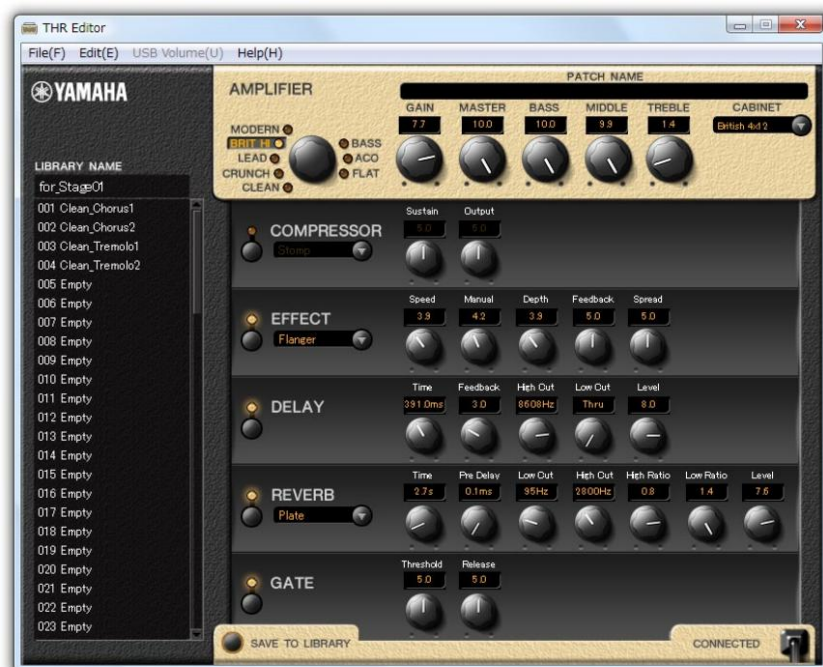 THR Editor
File(F) Edit(E) USB Volume(U) Help(H)
YAMAHA
LIBRARY NAME
for_Stage01
001 Clean_Chorus1
002 Clean_Chorus2
003 Clean_Tremolo1
004 Clean_Tremolo2
005 Empty
006 Empty
007 Empty
008 Empty
009 Empty
010 Empty
011 Empty
012 Empty
013 Empty
014 Empty
015 Empty
016 Empty
017 Empty
018 Empty
019 Empty
020 Empty
021 Empty
022 Empty
023 Empty
AMPLIFIER
PATCH NAME
GAIN MASTER BASS MIDDLE TREBLE CABINET
7.7 10.0 10.0 9.9 1.4 British 4x12
MODERN
BRIT HI BASS
LEAD ACO
CRUNCH FLAT
CLEAN
COMPRESSOR
Stomp
Sustain Output
5.0 5.0
EFFECT
Flanger
Speed Manual Depth Feedback Spread
3.9 4.2 3.9 5.0 5.0
DELAY
Time Feedback High Cut Low Cut Level
391.0ms 3.0 8608Hz Thru 8.0
REVERB
Plate
Time Pre Delay Low Cut High Cut High Ratio Low Ratio Level
2.7s 0.1ms 95Hz 2800Hz 0.8 1.4 7.6
GATE
Threshold Release
5.0 5.0
SAVE TO LIBRARY
CONNECTED